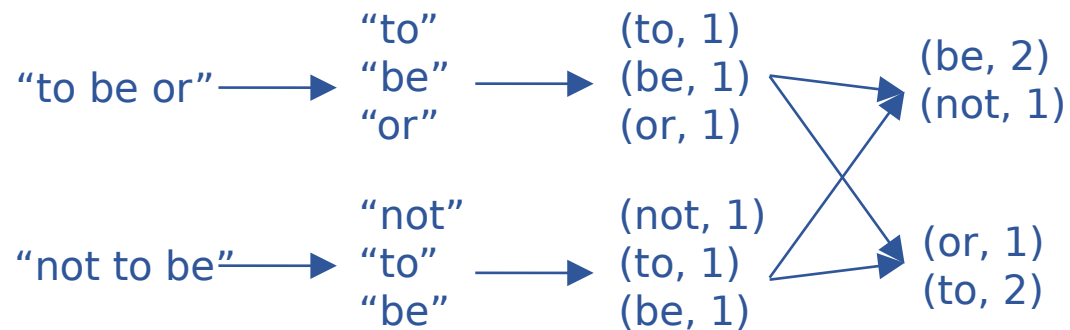 “to be or”
“to”
“be”
“or”
(to, 1)
(be, 1)
(or, 1)
(be, 2)
(not, 1)
“not to be”
“not”
“to”
“be”
(not, 1)
(to, 1)
(be, 1)
(or, 1)
(to, 2)